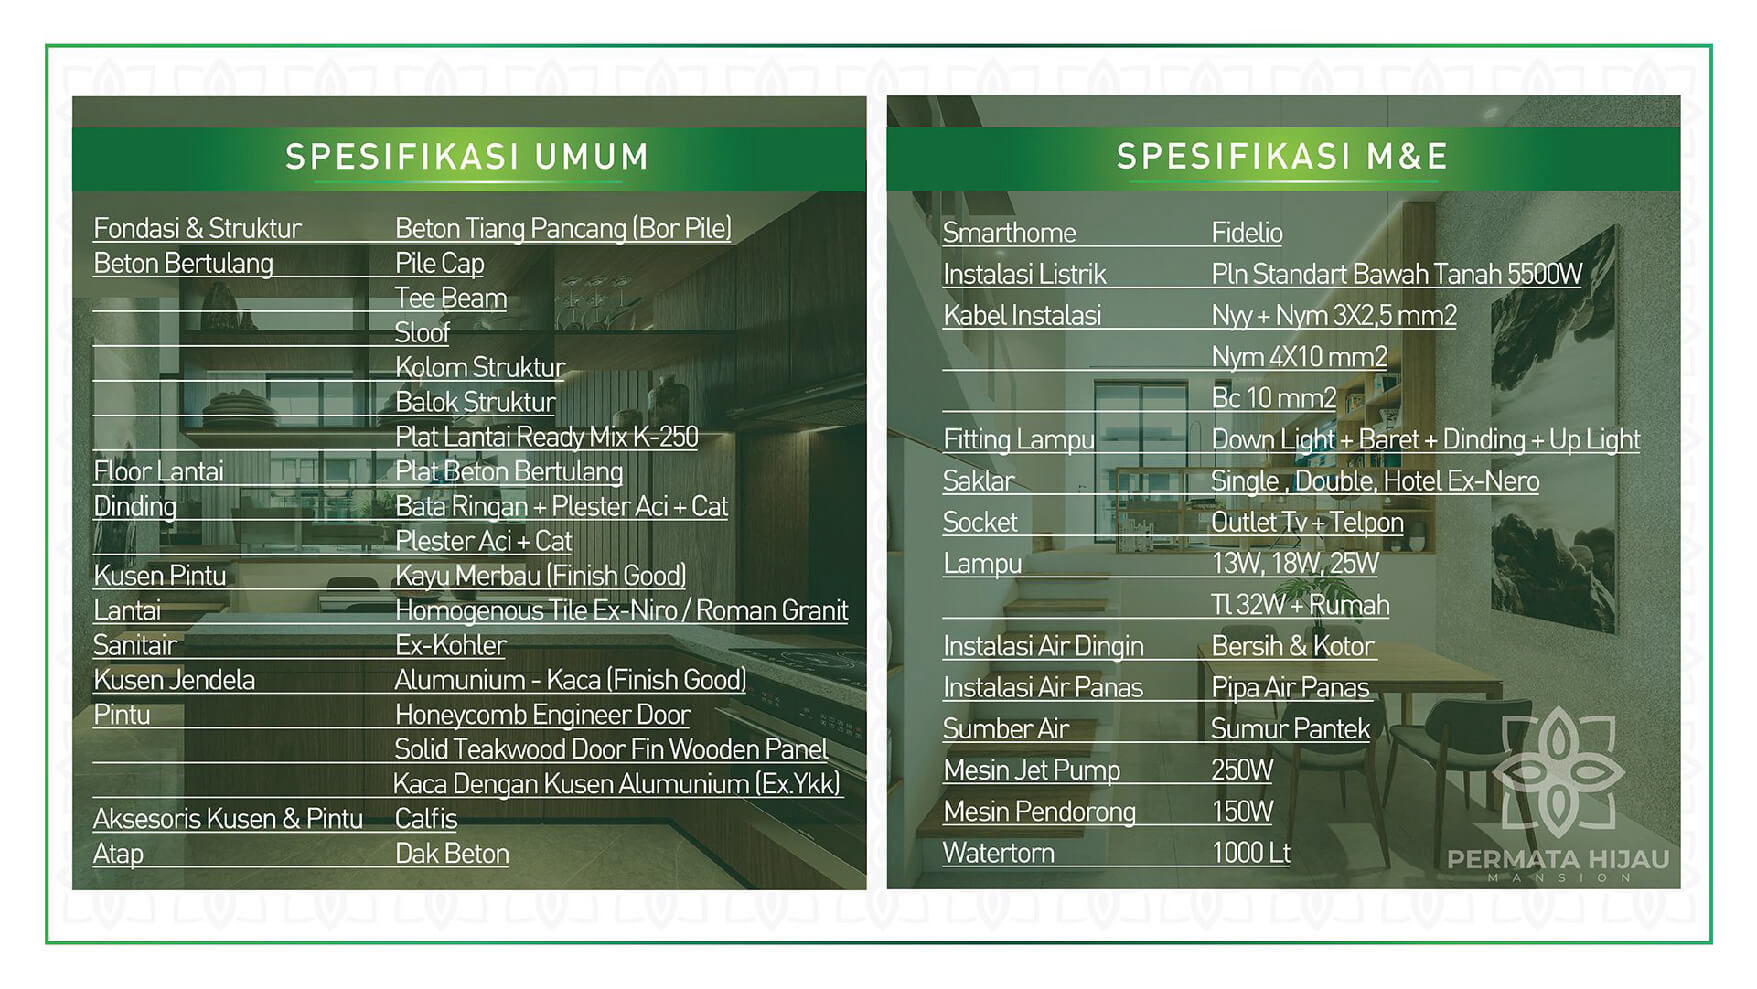 SPESIFIKASI UMUM
Fondasi & Struktur Beton Tiang Pancang (Bor Pile)
Beton Bertulang Pile Cap
Tee Beam
Sloof
Kolom Struktur
Balok Struktur
Plat Lantai Ready Mix K-250
Floor Lantai Plat Beton Bertulang
Dinding Bata Ringan + Plester Aci + Cat
Plester Aci + Cat
Kusen Pintu Kayu Merbau (Finish Good)
Lantai Homogenous Tile Ex-Niro / Roman Granit
Sanitair Ex-Kohler
Kusen Jendela Alumunium - Kaca (Finish Good)
Pintu Honeycomb Engineer Door
Solid Teakwood Door Fin Wooden Panel
Kaca Dengan Kusen Alumunium (Ex.Ykk)
Aksesoris Kusen & Pintu Calfis
Atap Dak Beton
SPESIFIKASI M&E
Smarthome Fidelio
Instalasi Listrik Pln Standart Bawah Tanah 5500W
Kabel Instalasi Nyy + Nym 3X2,5 mm2
Nym 4X10 mm2
Bc 10 mm2
Fitting Lampu Down Light + Baret + Dinding + Up Light
Saklar Single , Double, Hotel Ex-Nero
Socket Outlet Tv + Telpon
Lampu 13W, 18W, 25W
Tl 32W + Rumah
Instalasi Air Dingin Bersih & Kotor
Instalasi Air Panas Pipa Air Panas
Sumber Air Sumur Pantek
Mesin Jet Pump 250W
Mesin Pendorong 150W
Watertorn 1000 Lt
PERMATA HIJAU
MANSION